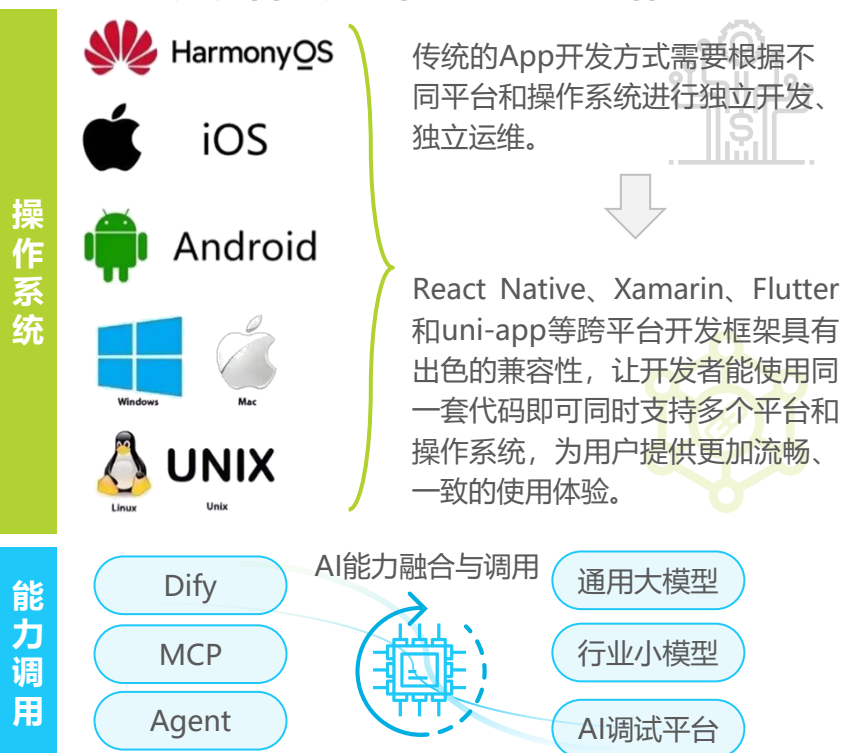 操作系统
HarmonyOS
iOS
Android
Windows
Mac
UNIX
Linux
Unix
传统的App开发方式需要根据不
同平台和操作系统进行独立开发、
独立运维。
React Native、Xamarin、Flutter
和uni-app等跨平台开发框架具有
出色的兼容性，让开发者能使用同
一套代码即可同时支持多个平台和
操作系统，为用户提供更加流畅、
一致的使用体验。
能力调用
AI能力融合与调用
Dify
MCP
Agent
通用大模型
行业小模型
AI调试平台